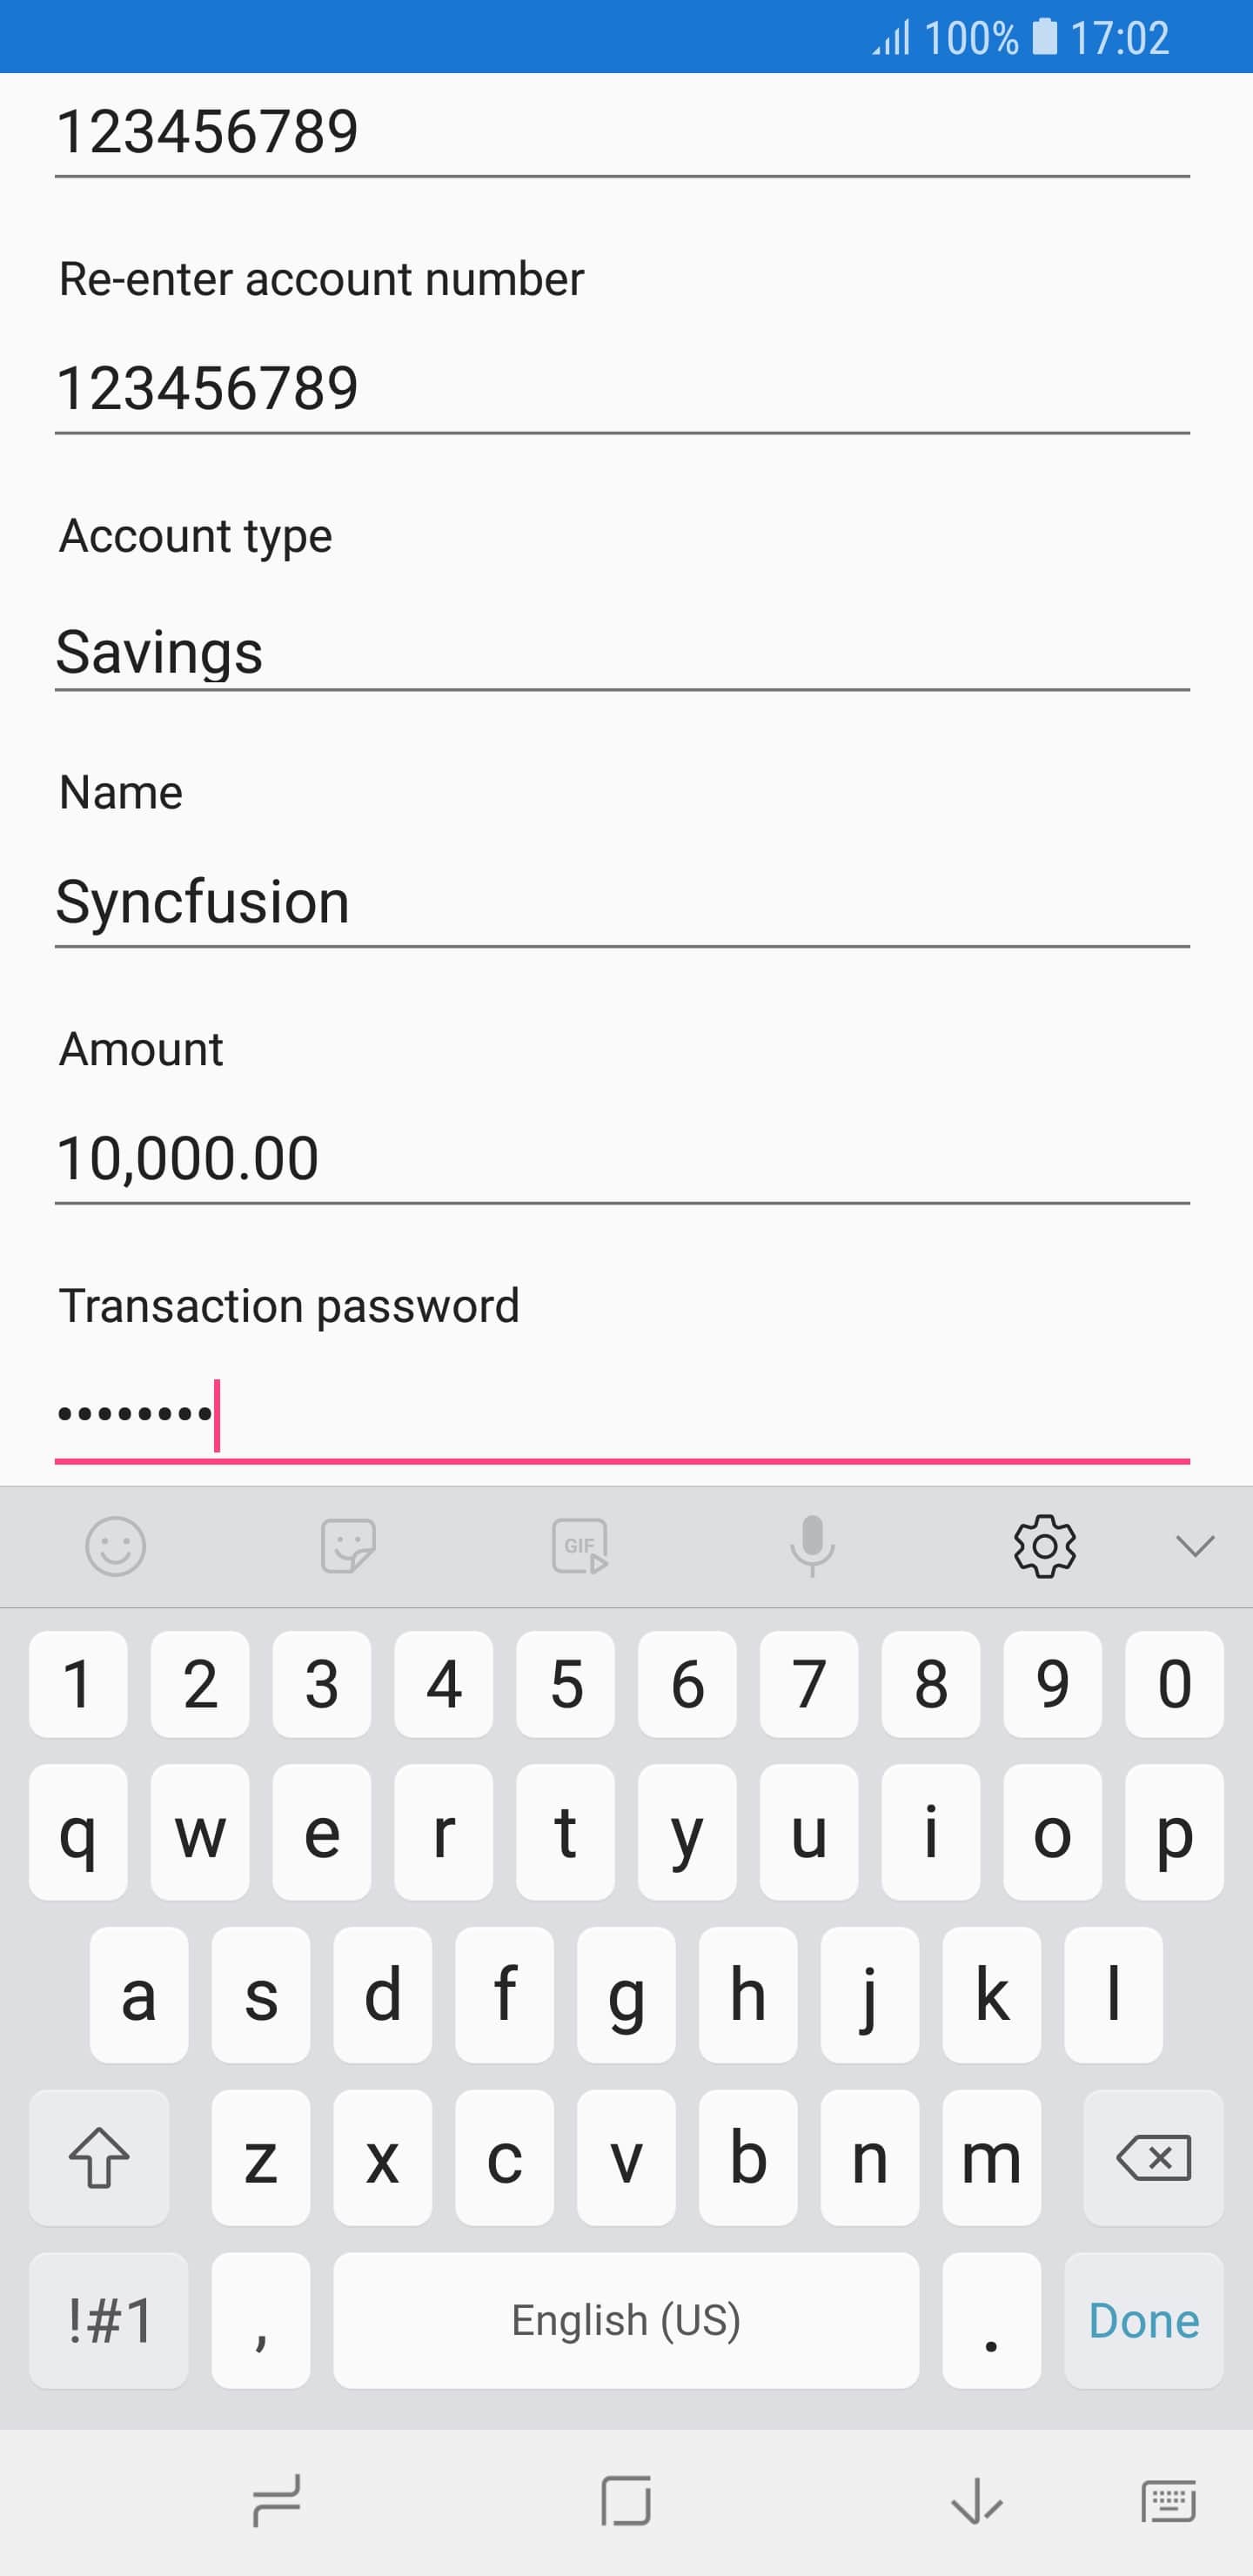 100% 17:02
123456789
Re-enter account number
123456789
Account type
Savings
Name
Syncfusion
Amount
10,000.00
Transaction password
••••••••
GIF
1 2 3 4 5 6 7 8 9 0
q w e r t y u i o p
a s d f g h j k l
z x c v b n m
!#1 , English (US) . Done